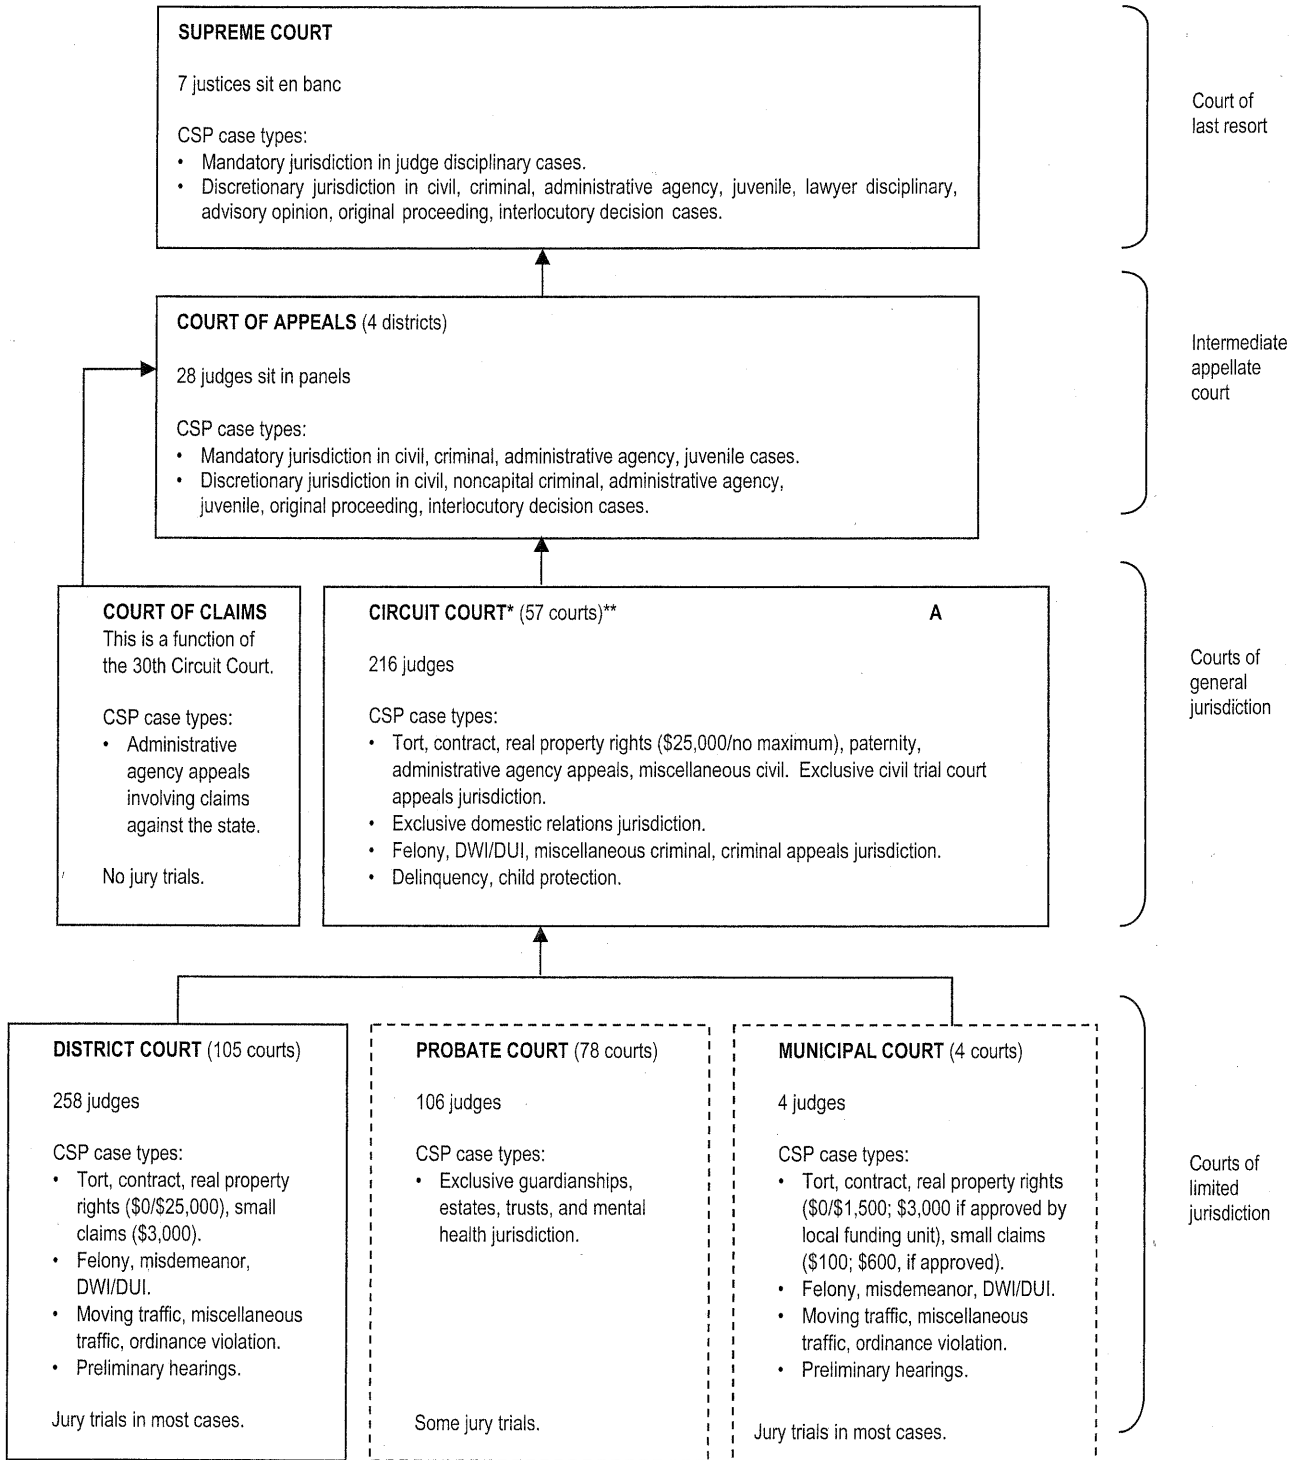 SUPREME COURT
7 justices sit en banc
CSP case types:
• Mandatory jurisdiction in judge disciplinary cases.
• Discretionary jurisdiction in civil, criminal, administrative agency, juvenile, lawyer disciplinary,
advisory opinion, original proceeding, interlocutory decision cases.
Court of
last resort
COURT OF APPEALS (4 districts)
28 judges sit in panels
CSP case types:
• Mandatory jurisdiction in civil, criminal, administrative agency, juvenile cases.
• Discretionary jurisdiction in civil, noncapital criminal, administrative agency,
juvenile, original proceeding, interlocutory decision cases.
Intermediate
appellate
court
COURT OF CLAIMS
This is a function of
the 30th Circuit Court.
CSP case types:
• Administrative
agency appeals
involving claims
against the state.
No jury trials.
CIRCUIT COURT* (57 courts)** A
216 judges
CSP case types:
• Tort, contract, real property rights ($25,000/no maximum), paternity,
administrative agency appeals, miscellaneous civil. Exclusive civil trial court
appeals jurisdiction.
• Exclusive domestic relations jurisdiction.
• Felony, DWI/DUI, miscellaneous criminal, criminal appeals jurisdiction.
• Delinquency, child protection.
Courts of
general
jurisdiction
DISTRICT COURT (105 courts)
258 judges
CSP case types:
• Tort, contract, real property
rights ($0/$25,000), small
claims ($3,000).
• Felony, misdemeanor,
DWI/DUI.
• Moving traffic, miscellaneous
traffic, ordinance violation.
• Preliminary hearings.
Jury trials in most cases.
PROBATE COURT (78 courts)
106 judges
CSP case types:
• Exclusive guardianships,
estates, trusts, and mental
health jurisdiction.
Some jury trials.
MUNICIPAL COURT (4 courts)
4 judges
CSP case types:
• Tort, contract, real property rights
($0/$1,500; $3,000 if approved by
local funding unit), small claims
($100; $600, if approved).
• Felony, misdemeanor, DWI/DUI.
• Moving traffic, miscellaneous
traffic, ordinance violation.
• Preliminary hearings.
Jury trials in most cases.
Courts of
limited
jurisdiction